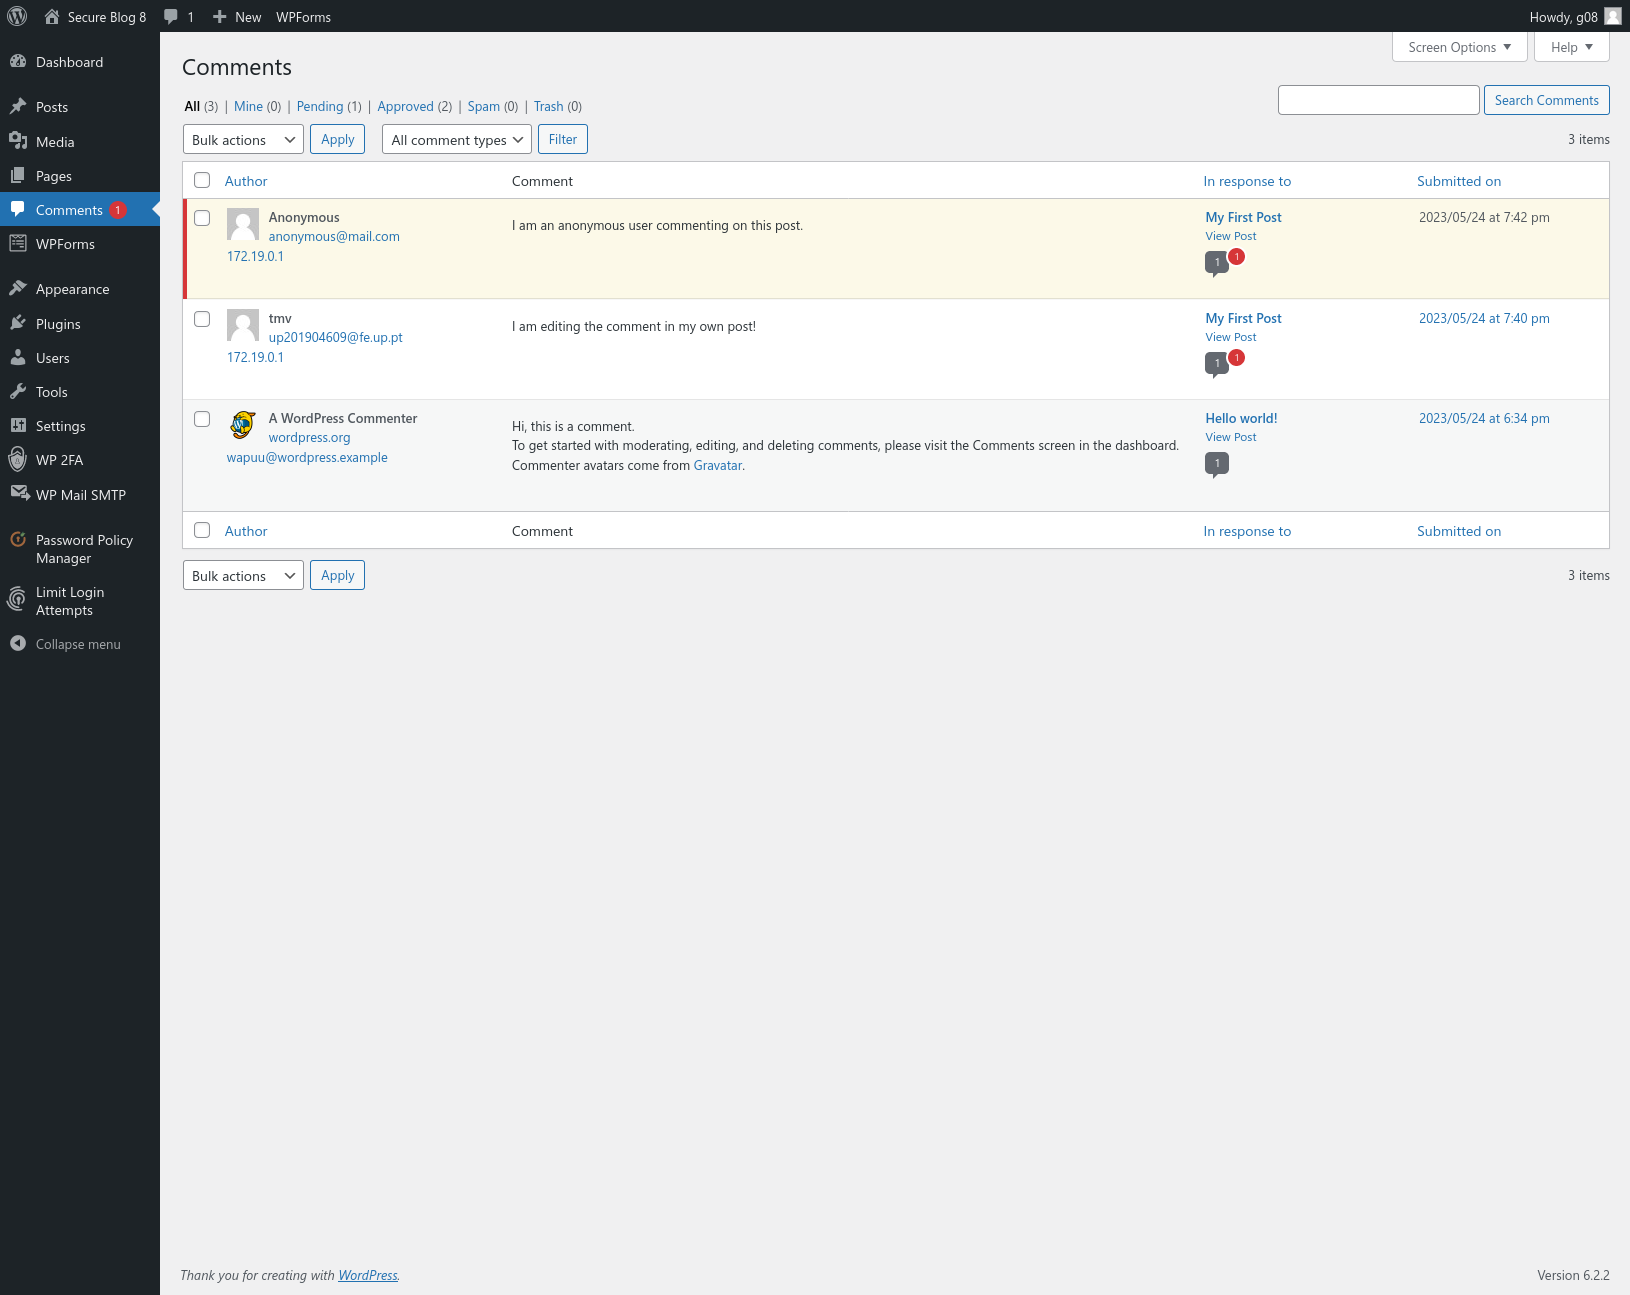 Secure Blog 8 1 New WPForms Howdy, g08
Dashboard
Posts
Media
Pages
Comments 1
WPForms
Appearance
Plugins
Users
Tools
Settings
WP 2FA
WP Mail SMTP
Password Policy
Manager
Limit Login
Attempts
Collapse menu
Screen Options Help
Comments
All (3) | Mine (0) | Pending (1) | Approved (2) | Spam (0) | Trash (0)
Search Comments
Bulk actions Apply All comment types Filter 3 items
Author Comment In response to Submitted on
Anonymous
anonymous@mail.com
172.19.0.1
I am an anonymous user commenting on this post.
My First Post
View Post
1 1
2023/05/24 at 7:42 pm
tmv
up201904609@fe.up.pt
172.19.0.1
I am editing the comment in my own post!
My First Post
View Post
1 1
2023/05/24 at 7:40 pm
A WordPress Commenter
wordpress.org
wapuu@wordpress.example
Hi, this is a comment.
To get started with moderating, editing, and deleting comments, please visit the Comments screen in the dashboard.
Commenter avatars come from Gravatar.
Hello world!
View Post
1
2023/05/24 at 6:34 pm
Author Comment In response to Submitted on
Bulk actions Apply 3 items
Thank you for creating with WordPress. Version 6.2.2